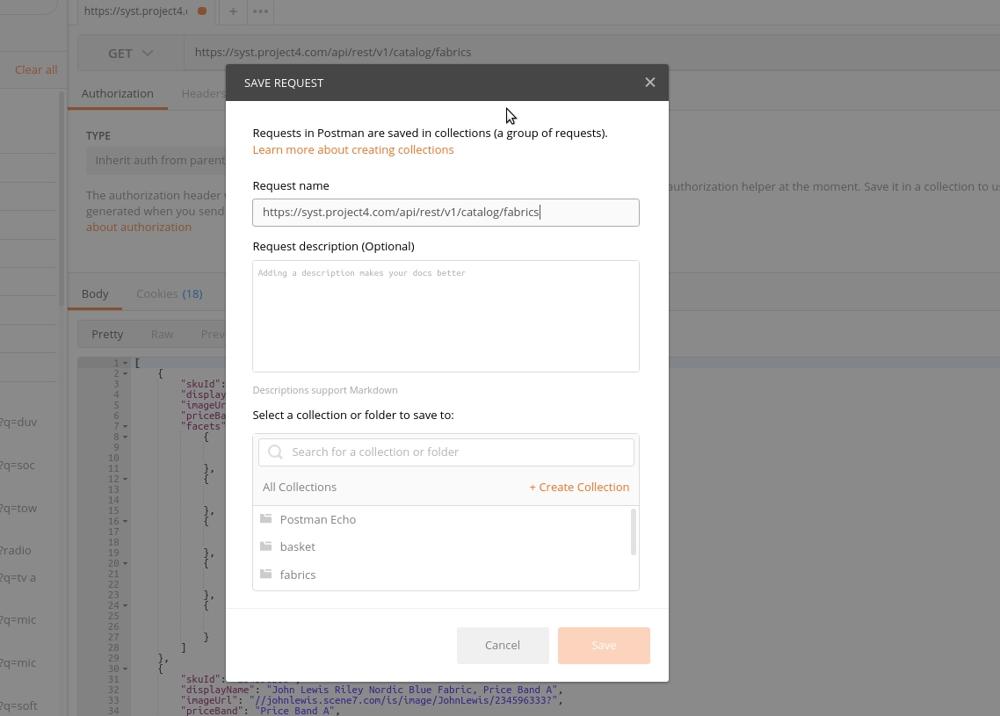 https://syst.project4.
+
GET
https://syst.project4.com/api/rest/v1/catalog/fabrics
Clear all
Authorization
Headers
TYPE
Inherit auth from parent
The authorization header
generated when you send
about authorization
authorization helper at the moment. Save it in a collection to
SAVE REQUEST
Requests in Postman are saved in collections (a group of requests).
Learn more about creating collections
Request name
https://syst.project4.com/api/rest/v1/catalog/fabrics
Request description (Optional)
Adding a description makes your docs better
Descriptions support Markdown
Select a collection or folder to save to:
Search for a collection or folder
All Collections
+ Create Collection
Postman Echo
basket
fabrics
Cancel
Save
Body
Cookies (18)
Pretty
Raw
Prev
1 [
2 {
3 "skuId":
4 "display
5 "imageUr
6 "priceBa
7 "facets"
8 {
9
10
11 },
12 {
13
14
15 },
16 {
17
18
19 },
20 {
21
22
23 },
24 {
25
26
27 }
28 ]
29 },
30 {
31 "skuId":
32 "displayName": "John Lewis Riley Nordic Blue Fabric, Price Band A",
33 "imageUrl": "//johnlewis.scene7.com/is/image/JohnLewis/234596333?",
34 "priceBand": "Price Band A",
?q=duv
?q=soc
?q=tow
?radio
?q=tv a
?q=mic
?q=mic
?q=soft